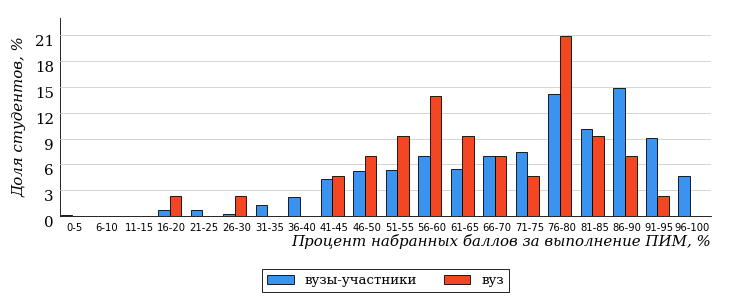 Доля студентов, %
21
18
15
12
9
6
3
0
0-5 6-10 11-15 16-20 21-25 26-30 31-35 36-40 41-45 46-50 51-55 56-60 61-65 66-70 71-75 76-80 81-85 86-90 91-95 96-100
Процент набранных баллов за выполнение ПИМ, %
вузы-участники вуз